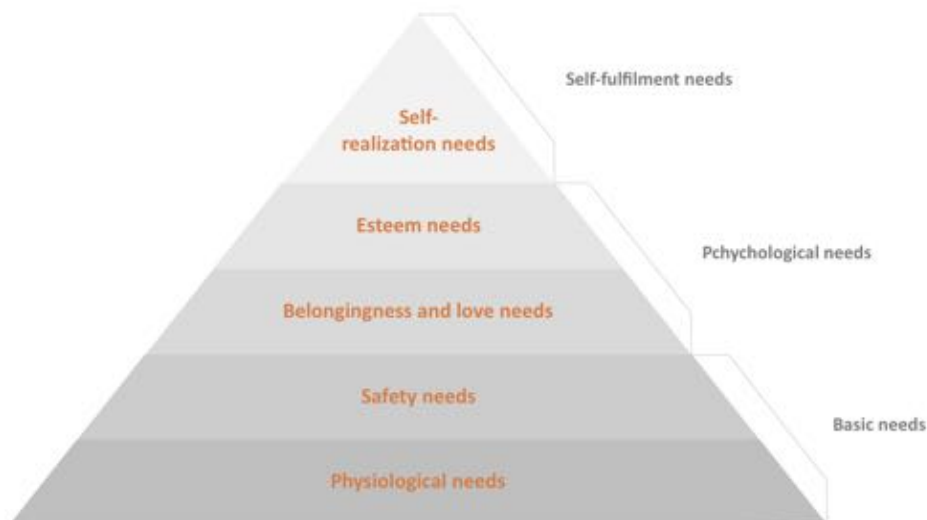 Self-fulfilment needs
Self-
realization needs
Esteem needs
Pchychological needs
Belongingness and love needs
Safety needs
Basic needs
Physiological needs